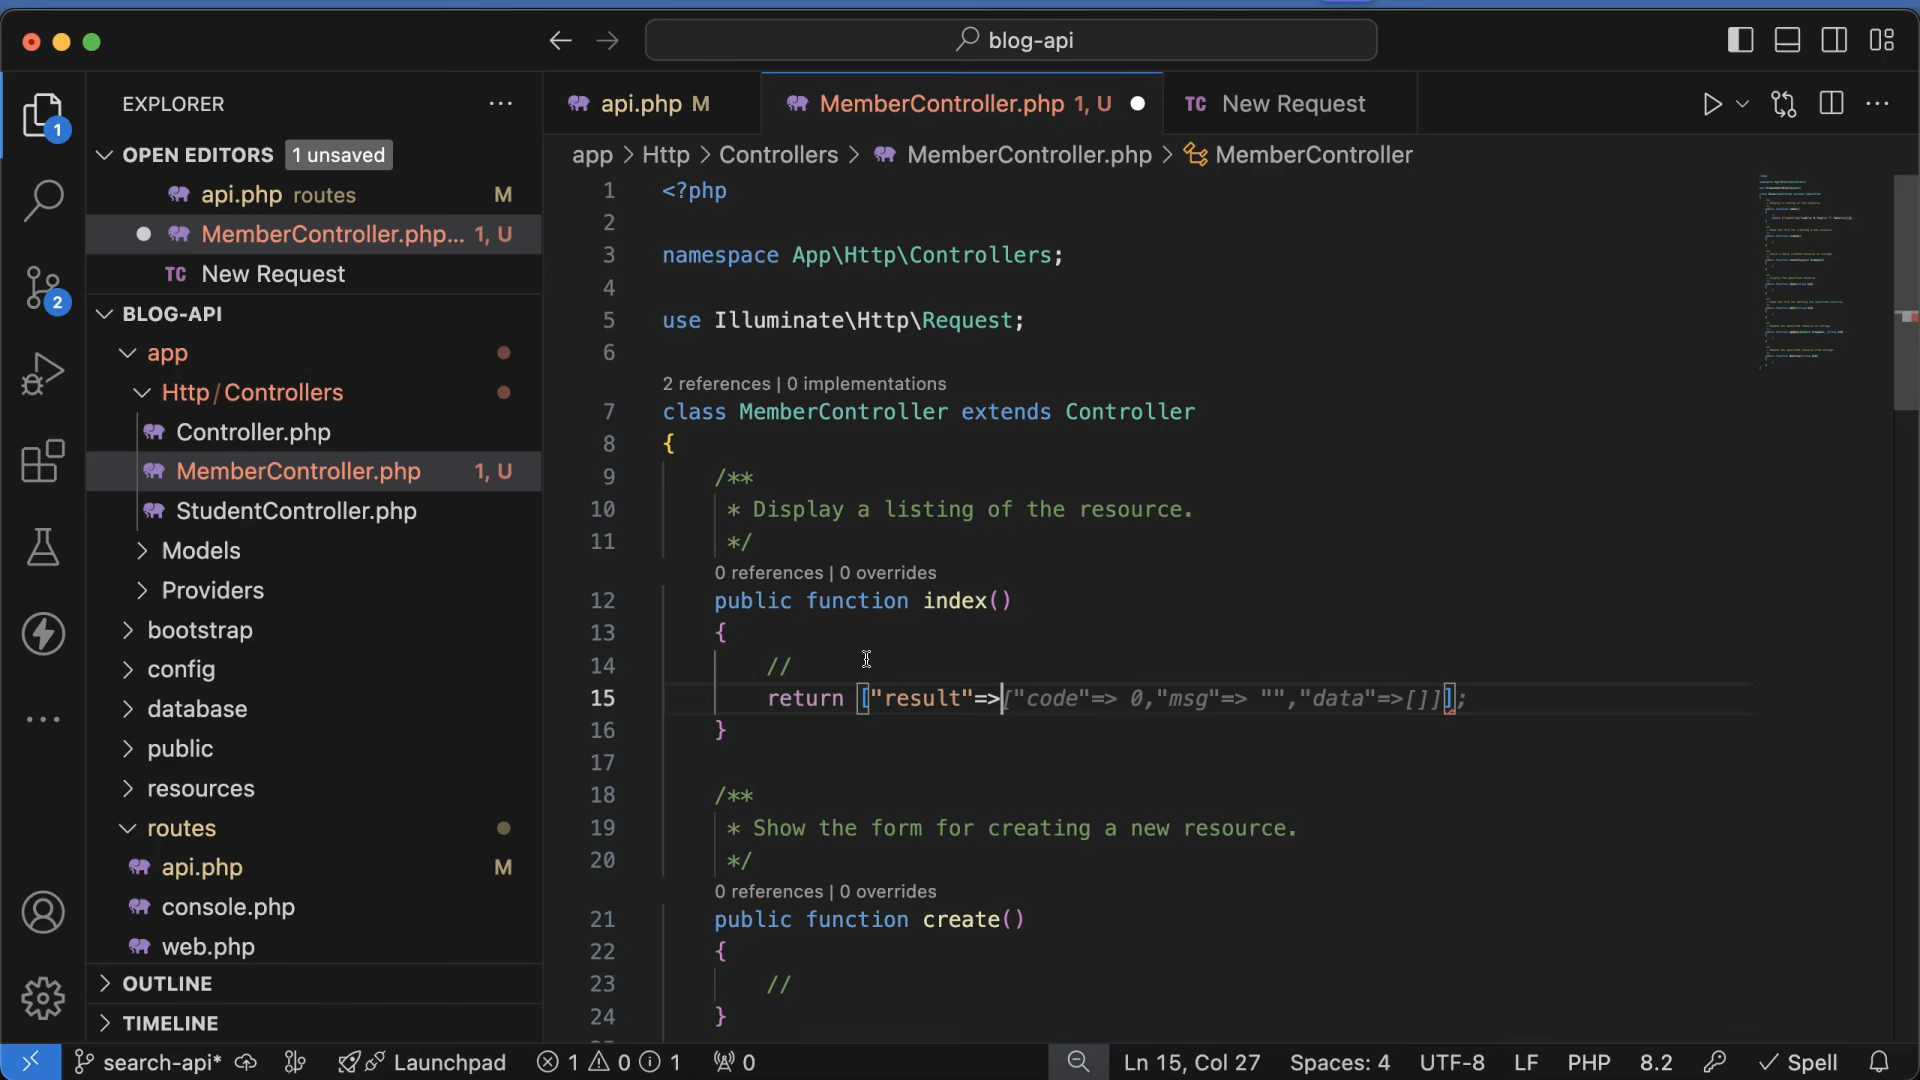 blog-api
EXPLORER
OPEN EDITORS 1 unsaved
api.php routes M
MemberController.php... 1, U
TC New Request
BLOG-API
app
Http / Controllers
Controller.php
MemberController.php 1, U
StudentController.php
Models
Providers
bootstrap
config
database
public
resources
routes
api.php M
console.php
web.php
OUTLINE
TIMELINE
1
2
api.php M
MemberController.php 1, U
TC New Request
app > Http > Controllers > MemberController.php > MemberController
1 <?php
2
3 namespace App\Http\Controllers;
4
5 use Illuminate\Http\Request;
6
2 references | 0 implementations
7 class MemberController extends Controller
8 {
9 /**
10 * Display a listing of the resource.
11 */
0 references | 0 overrides
12 public function index()
13 {
14 //
15 return ["result"=>["code"=> 0,"msg"=> "","data"=>[]]];
16 }
17
18 /**
19 * Show the form for creating a new resource.
20 */
0 references | 0 overrides
21 public function create()
22 {
23 //
24 }
search-api* Launchpad 1 0 1 0 Ln 15, Col 27 Spaces: 4 UTF-8 LF PHP 8.2 Spell